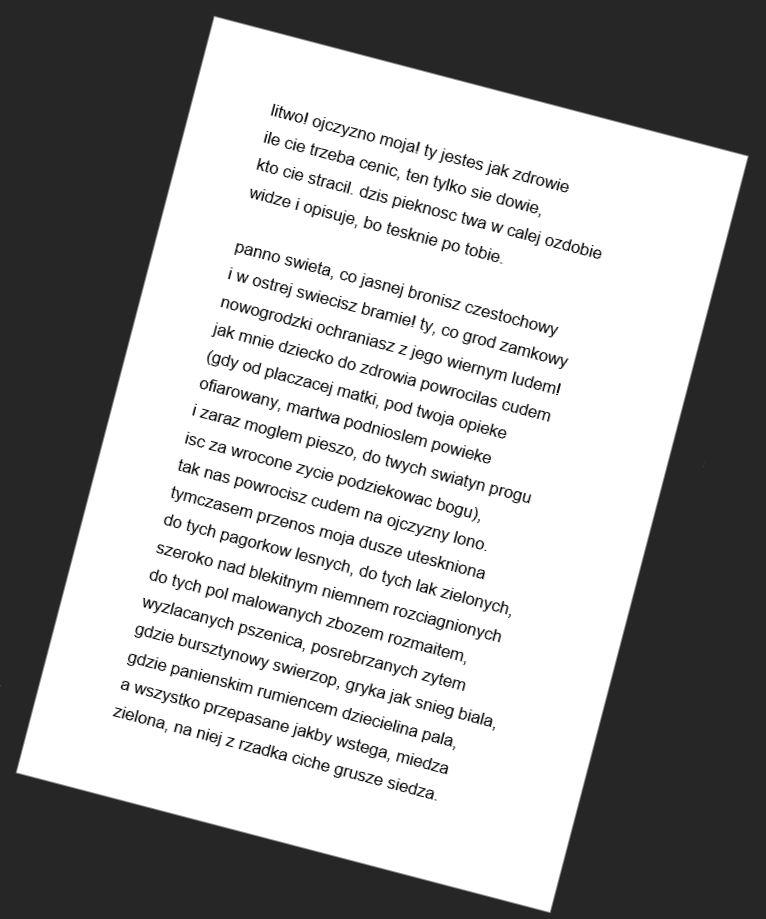 litwo! ojczyzno moja! ty jestes jak zdrowie
ile cie trzeba cenic, ten tylko sie dowie,
kto cie stracil. dzis pieknosc twa w calej ozdobie
widze i opisuje, bo tesknie po tobie.

panno swieta, co jasnej bronisz czestochowy
i w ostrej swiecisz bramie! ty, co grod zamkowy
nowogrodzki ochraniasz z jego wiernym ludem!
jak mnie dziecko do zdrowia powrocilas cudem
(gdy od placzacej matki, pod twoja opieke
ofiarowany, martwa podnioslem powieke
i zaraz moglem pieszo, do twych swiatyn progu
isc za wrocone zycie podziekowac bogu),
tak nas powrocisz cudem na ojczyzny lono.
tymczasem przenos moja dusze uteskniona
do tych pagorkow lesnych, do tych lak zielonych,
szeroko nad blekitnym niemnem rozciagnionych
do tych pol malowanych zbozem rozmaitem,
wyzlacanych pszenica, posrebrzanych zytem
gdzie bursztynowy swierzop, gryka jak snieg biala,
gdzie panienskim rumiencem dziecielina pala,
a wszystko przepasane jakby wstega, miedza
zielona, na niej z rzadka ciche grusze siedza.